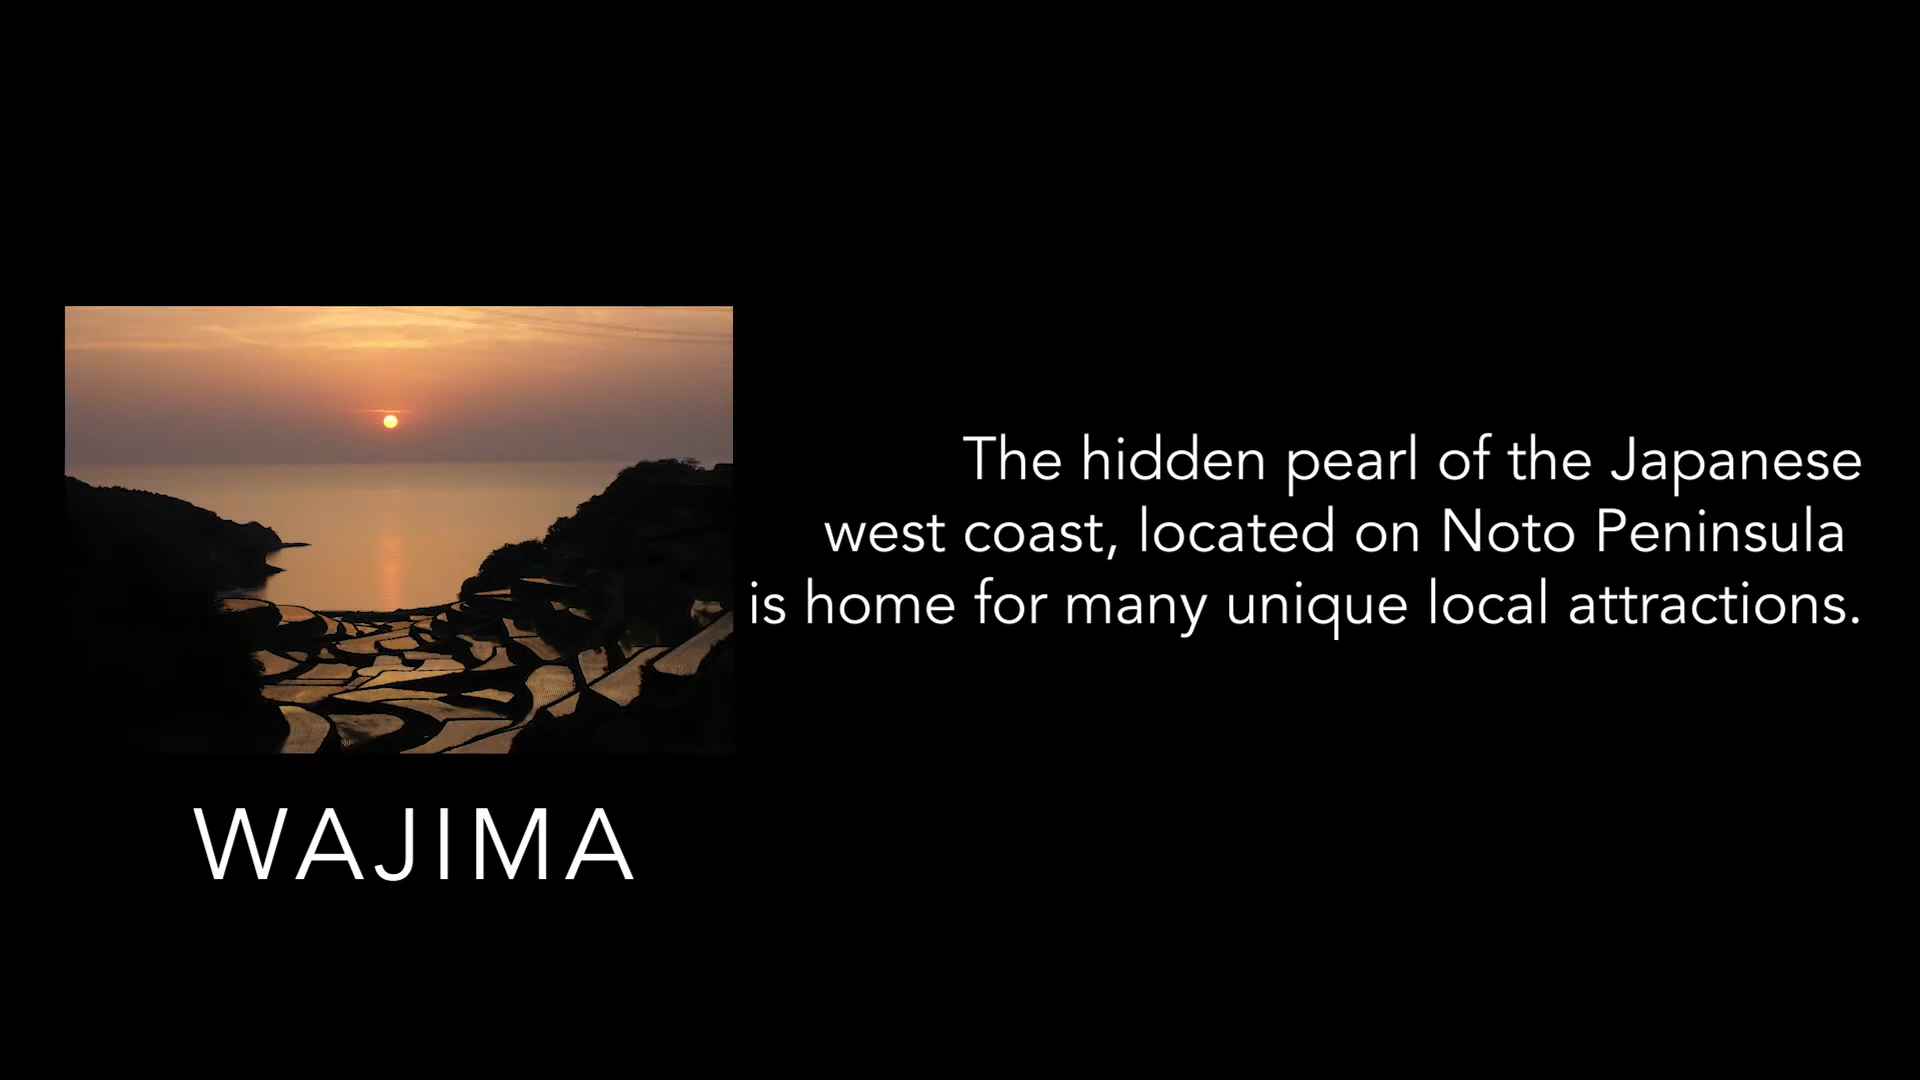 The hidden pearl of the Japanese
west coast, located on Noto Peninsula
is home for many unique local attractions.
WAJIMA